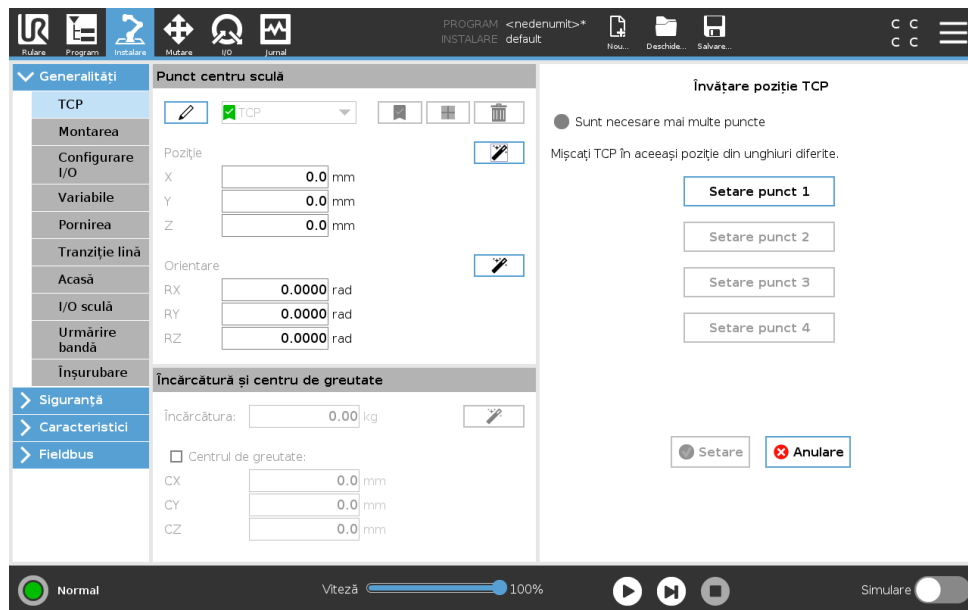 PROGRAM <nedenumit>*
INSTALARE default
Rulare Program Instalare Mutare I/O Jurnal Nou... Deschide... Salvare...
C C
C C
Generalități
TCP
Montarea
Configurare
I/O
Variabile
Pornirea
Tranziție lină
Acasă
I/O sculă
Urmărire
bandă
Înșurubare
Siguranță
Caracteristici
Fieldbus
Punct centru sculă
TCP
Poziție
X 0.0 mm
Y 0.0 mm
Z 0.0 mm
Orientare
RX 0.0000 rad
RY 0.0000 rad
RZ 0.0000 rad
Încărcătură și centru de greutate
Încărcătura: 0.00 kg
Centrul de greutate:
CX 0.0 mm
CY 0.0 mm
CZ 0.0 mm
Învățare poziție TCP
Sunt necesare mai multe puncte
Mișcați TCP în aceeași poziție din unghiuri diferite.
Setare punct 1
Setare punct 2
Setare punct 3
Setare punct 4
Setare Anulare
Normal Viteză 100% Simulare